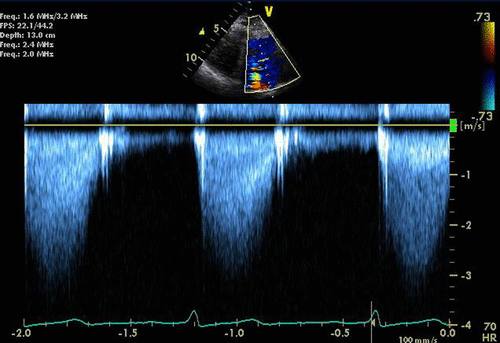 Freq.: 1.6 MHz/3.2 MHz
FPS: 22.1/44.2
Depth: 13.0 cm
Freq.: 2.4 MHz
Freq.: 2.0 MHz
V
5
10
.73
-.73
[m/s]
-1
-2
-3
-4
-2.0
-1.0
-0.5
0.0
100 mm/s
70
HR